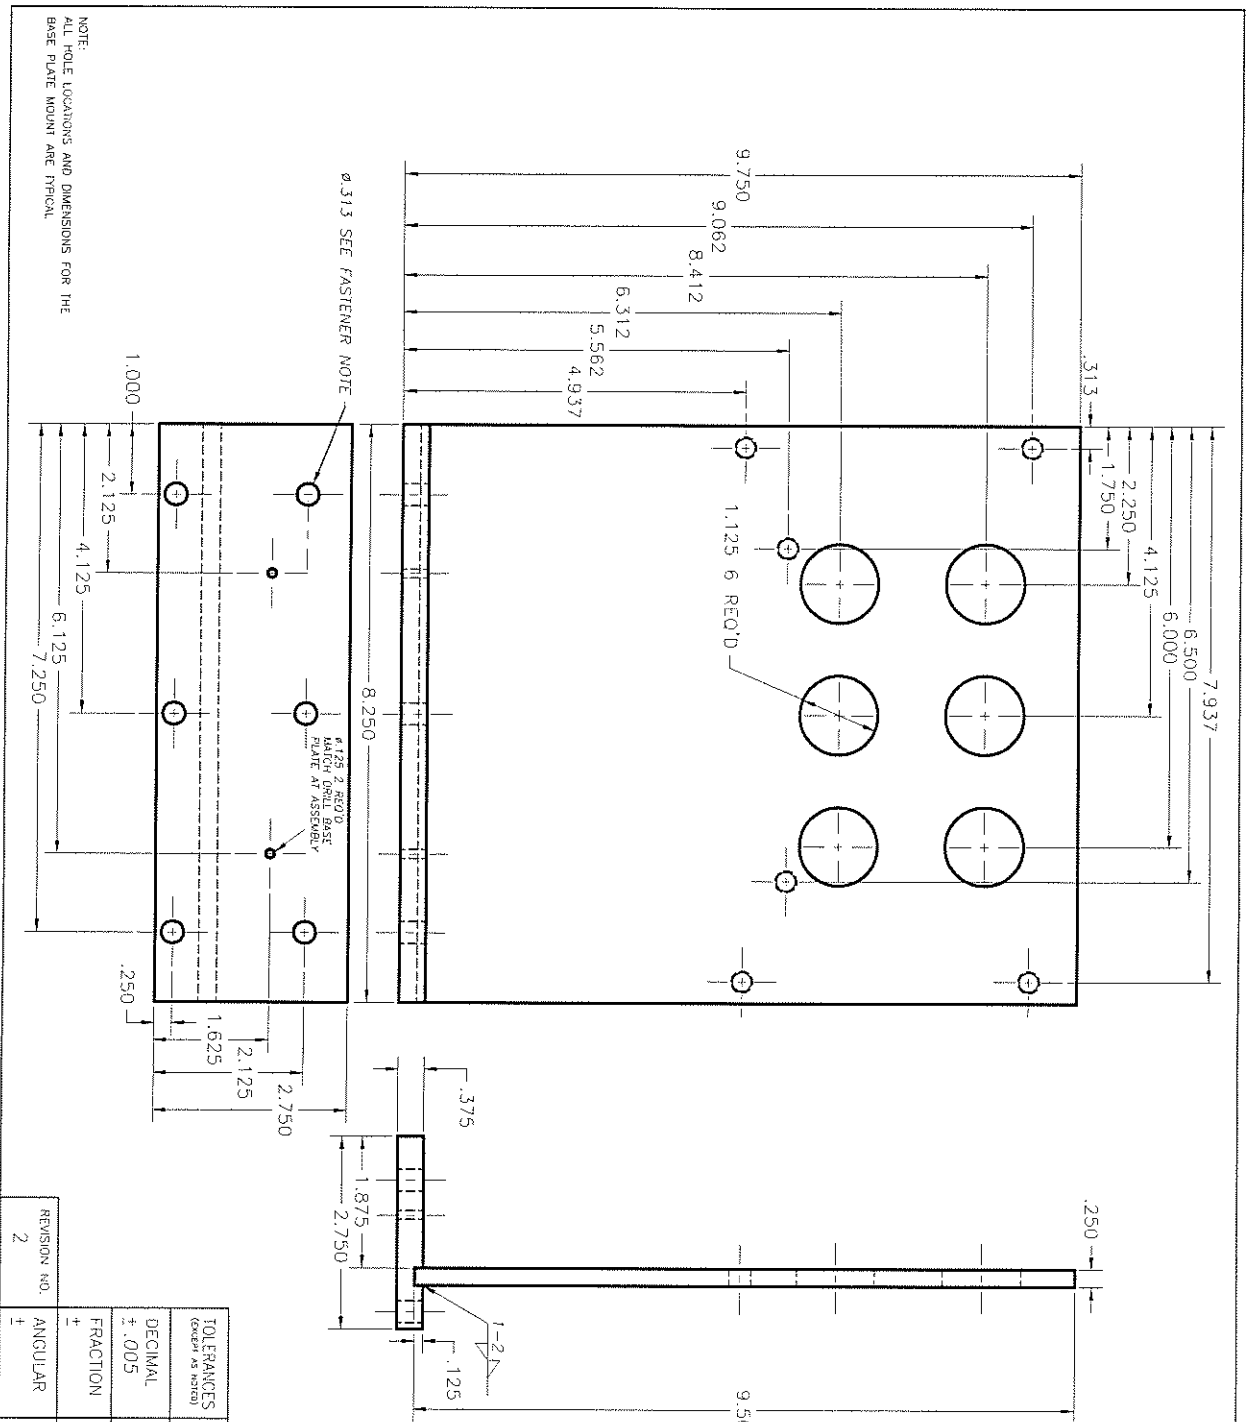 NOTE:
ALL HOLE LOCATIONS AND DIMENSIONS FOR THE
BASE PLATE MOUNT ARE TYPICAL
9.750
9.062
8.412
6.312
5.562
4.937
.313
1.750
2.250
4.125
6.000
6.500
7.937
1.125 6 REQ'D
ø.313 SEE FASTENER NOTE
1.000
2.125
4.125
6.125
7.250
8.250
ø.125 2 REQ'D
MATCH DRILL BASE
PLATE AT ASSEMBLY
.250
1.625
2.125
2.750
.375
1.875
2.750
.250
.125
1-2
9.5
REVISION NO.
2
TOLERANCES
(EXCEPT AS NOTED)
DECIMAL
± .005
FRACTION
±
ANGULAR
±